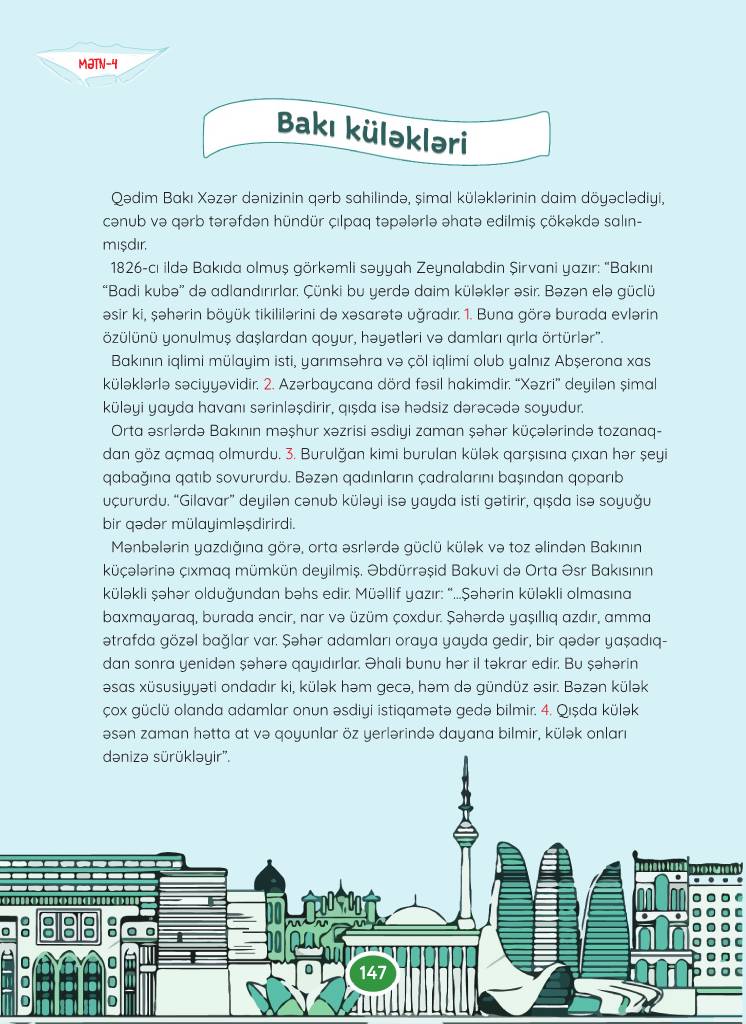 MƏTN-4
Bakı küləkləri
Qədim Bakı Xəzər dənizinin qərb sahilində, şimal küləklərinin daim döyəclədiyi,
cənub və qərb tərəfdən hündür çılpaq təpələrlə əhatə edilmiş çökəkdə salın-
mışdır.
1826-cı ildə Bakıda olmuş görkəmli səyyah Zeynalabdin Şirvani yazır: “Bakını
“Badi kubə” də adlandırırlar. Çünki bu yerdə daim küləklər əsir. Bəzən elə güclü
əsir ki, şəhərin böyük tikililərini də xəsarətə uğradır. 1. Buna görə burada evlərin
özülünü yonulmuş daşlardan qoyur, həyətləri və damları qırla örtürlər”.
Bakının iqlimi mülayim isti, yarımsəhra və çöl iqlimi olub yalnız Abşerona xas
küləklərlə səciyyəvidir. 2. Azərbaycana dörd fəsil hakimdir. “Xəzri” deyilən şimal
küləyi yayda havanı sərinləşdirir, qışda isə hədsiz dərəcədə soyudur.
Orta əsrlərdə Bakının məşhur xəzrisi əsdiyi zaman şəhər küçələrində tozanaq-
dan göz açmaq olmurdu. 3. Burulğan kimi burulan külək qarşısına çıxan hər şeyi
qabağına qatıb sovururdu. Bəzən qadınların çadralarını başından qoparıb
uçururdu. “Gilavar” deyilən cənub küləyi isə yayda isti gətirir, qışda isə soyuğu
bir qədər mülayimləşdirirdi.
Mənbələrin yazdığına görə, orta əsrlərdə güclü külək və toz əlindən Bakının
küçələrinə çıxmaq mümkün deyilmiş. Əbdürrəşid Bakuvi də Orta Əsr Bakısının
küləkli şəhər olduğundan bəhs edir. Müəllif yazır: “...Şəhərin küləkli olmasına
baxmayaraq, burada əncir, nar və üzüm çoxdur. Şəhərdə yaşıllıq azdır, amma
ətrafda gözəl bağlar var. Şəhər adamları oraya yayda gedir, bir qədər yaşadıq-
dan sonra yenidən şəhərə qayıdırlar. Əhali bunu hər il təkrar edir. Bu şəhərin
əsas xüsusiyyəti ondadır ki, külək həm gecə, həm də gündüz əsir. Bəzən külək
çox güclü olanda adamlar onun əsdiyi istiqamətə gedə bilmir. 4. Qışda külək
əsən zaman hətta at və qoyunlar öz yerlərində dayana bilmir, külək onları
dənizə sürükləyir”.
147